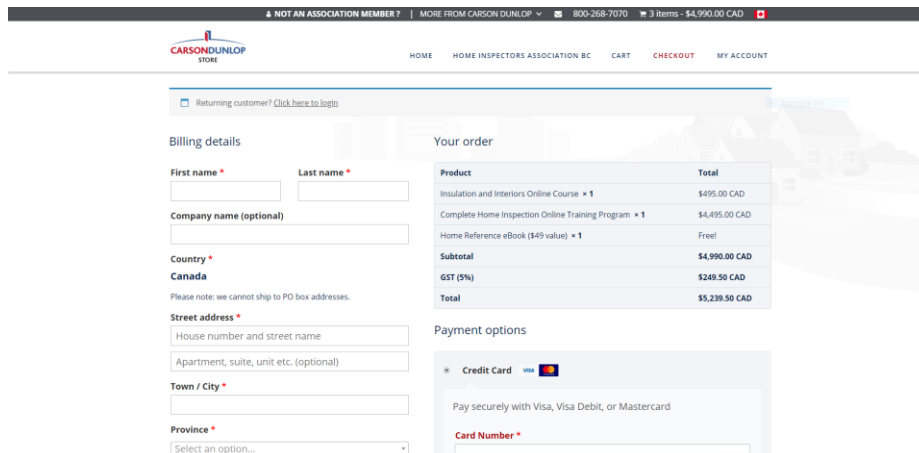 NOT AN ASSOCIATION MEMBER ? | MORE FROM CARSON DUNLOP 800-268-7070 3 items - $4,990.00 CAD
CARSONDUNLOP
STORE
HOME HOME INSPECTORS ASSOCIATION BC CART CHECKOUT MY ACCOUNT
Returning customer? Click here to login
Billing details
First name * Last name *
Company name (optional)
Country *
Canada
Please note: we cannot ship to PO box addresses.
Street address *
House number and street name
Apartment, suite, unit etc. (optional)
Town / City *
Province *
Select an option...
Your order
Product Total
Insulation and Interiors Online Course × 1 $495.00 CAD
Complete Home Inspection Online Training Program × 1 $4,495.00 CAD
Home Reference eBook ($49 value) × 1 Free!
Subtotal $4,990.00 CAD
GST (5%) $249.50 CAD
Total $5,239.50 CAD
Payment options
Credit Card VISA
Pay securely with Visa, Visa Debit, or Mastercard
Card Number *